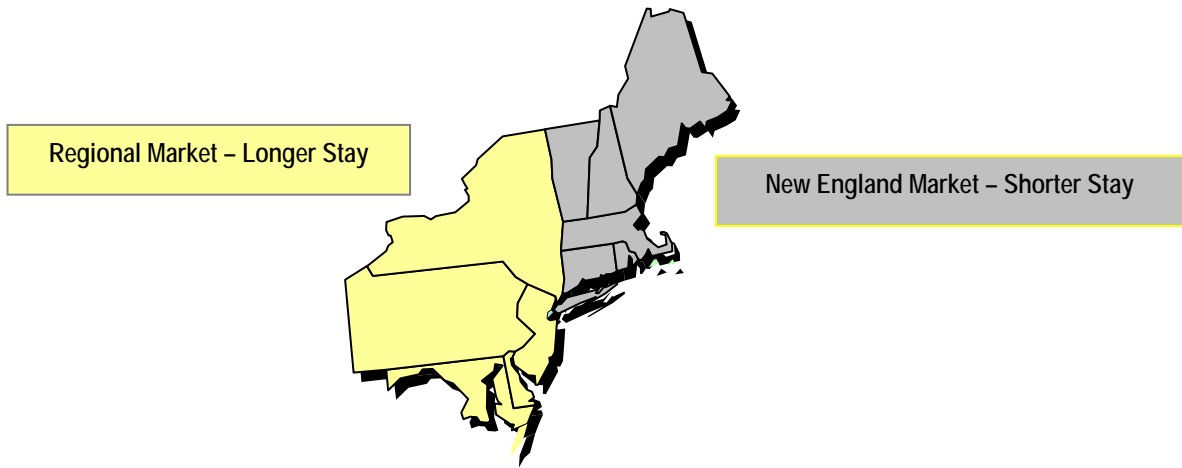 Regional Market – Longer Stay
New England Market – Shorter Stay